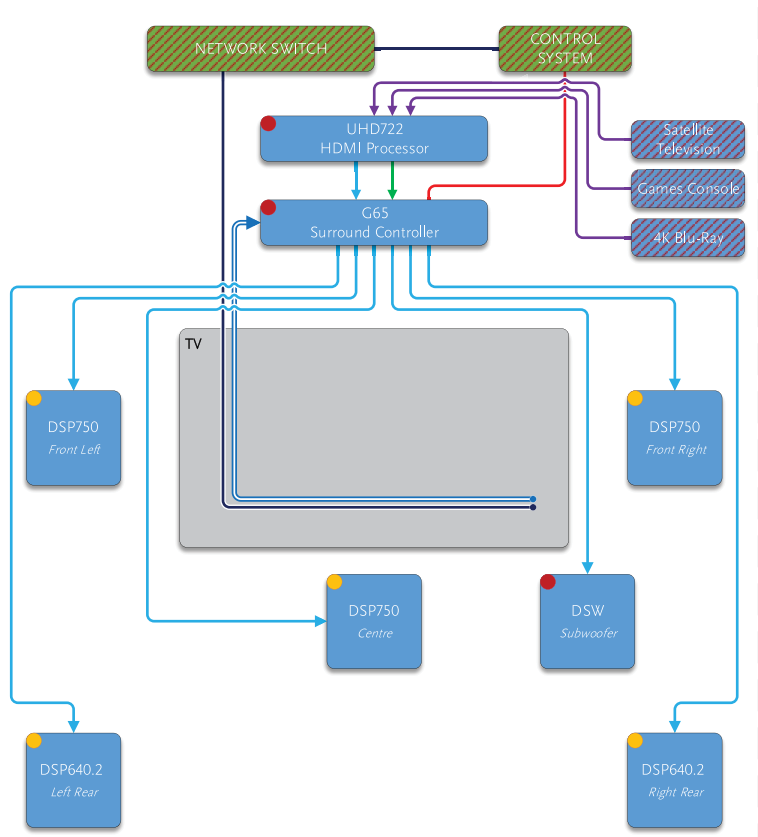 NETWORK SWITCH
CONTROL
SYSTEM
UHD722
HDMI Processor
Satellite
Television
Games Console
G65
Surround Controller
4K Blu-Ray
TV
DSP750
Front Left
DSP750
Front Right
DSP750
Centre
DSW
Subwoofer
DSP640.2
Left Rear
DSP640.2
Right Rear